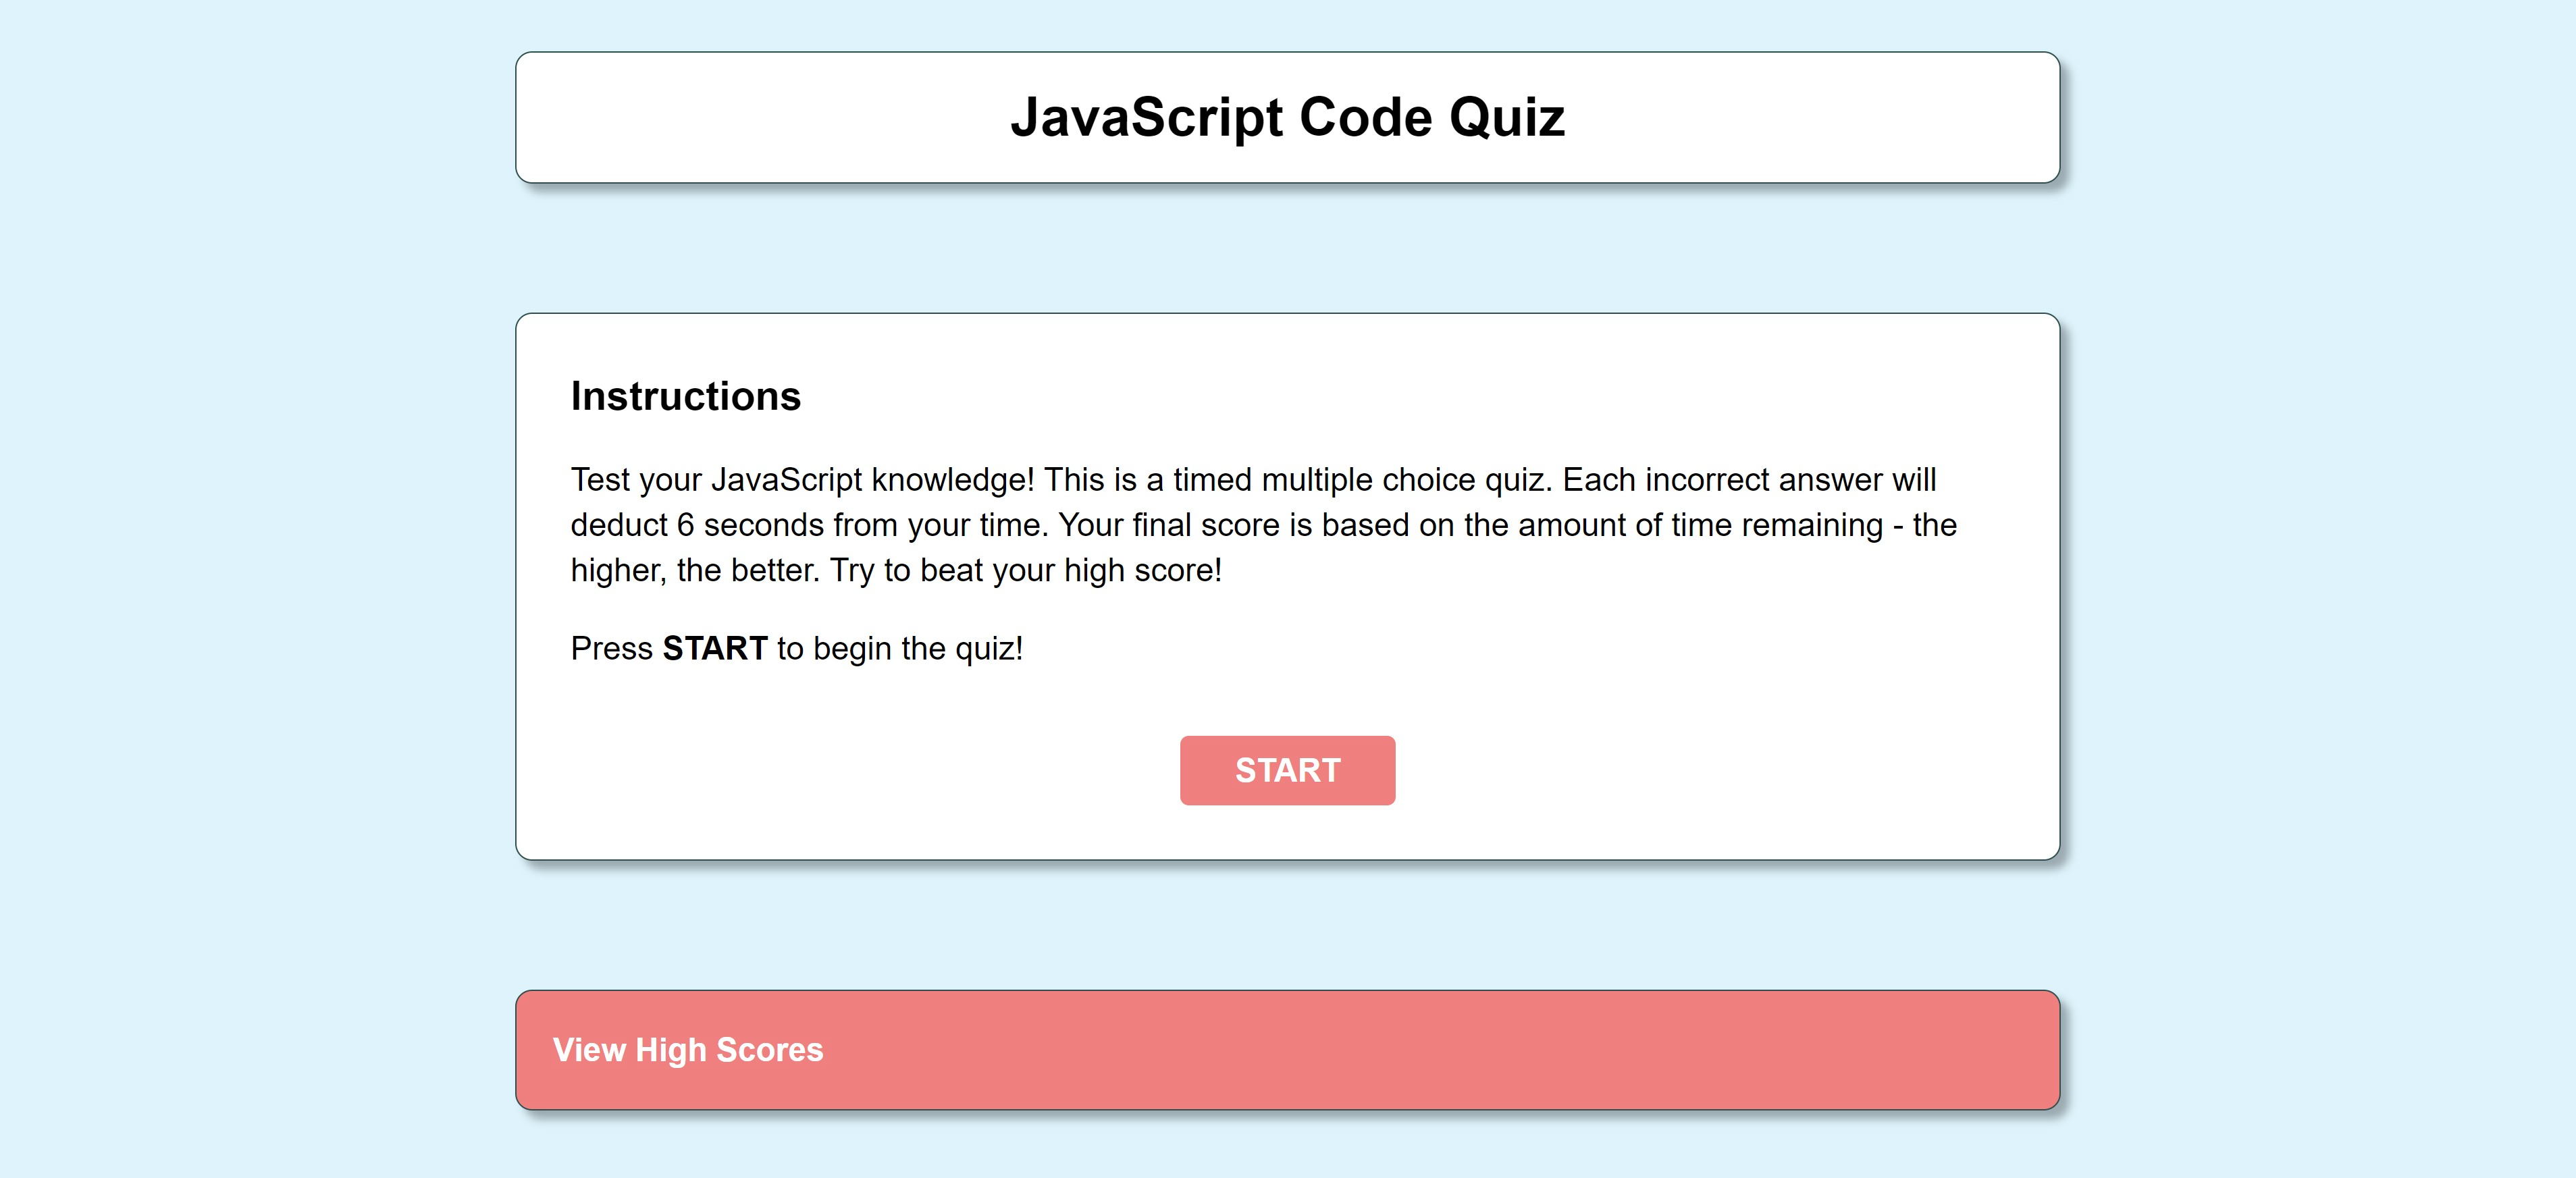 JavaScript Code Quiz
Instructions
Test your JavaScript knowledge! This is a timed multiple choice quiz. Each incorrect answer will
deduct 6 seconds from your time. Your final score is based on the amount of time remaining - the
higher, the better. Try to beat your high score!
Press START to begin the quiz!
START
View High Scores